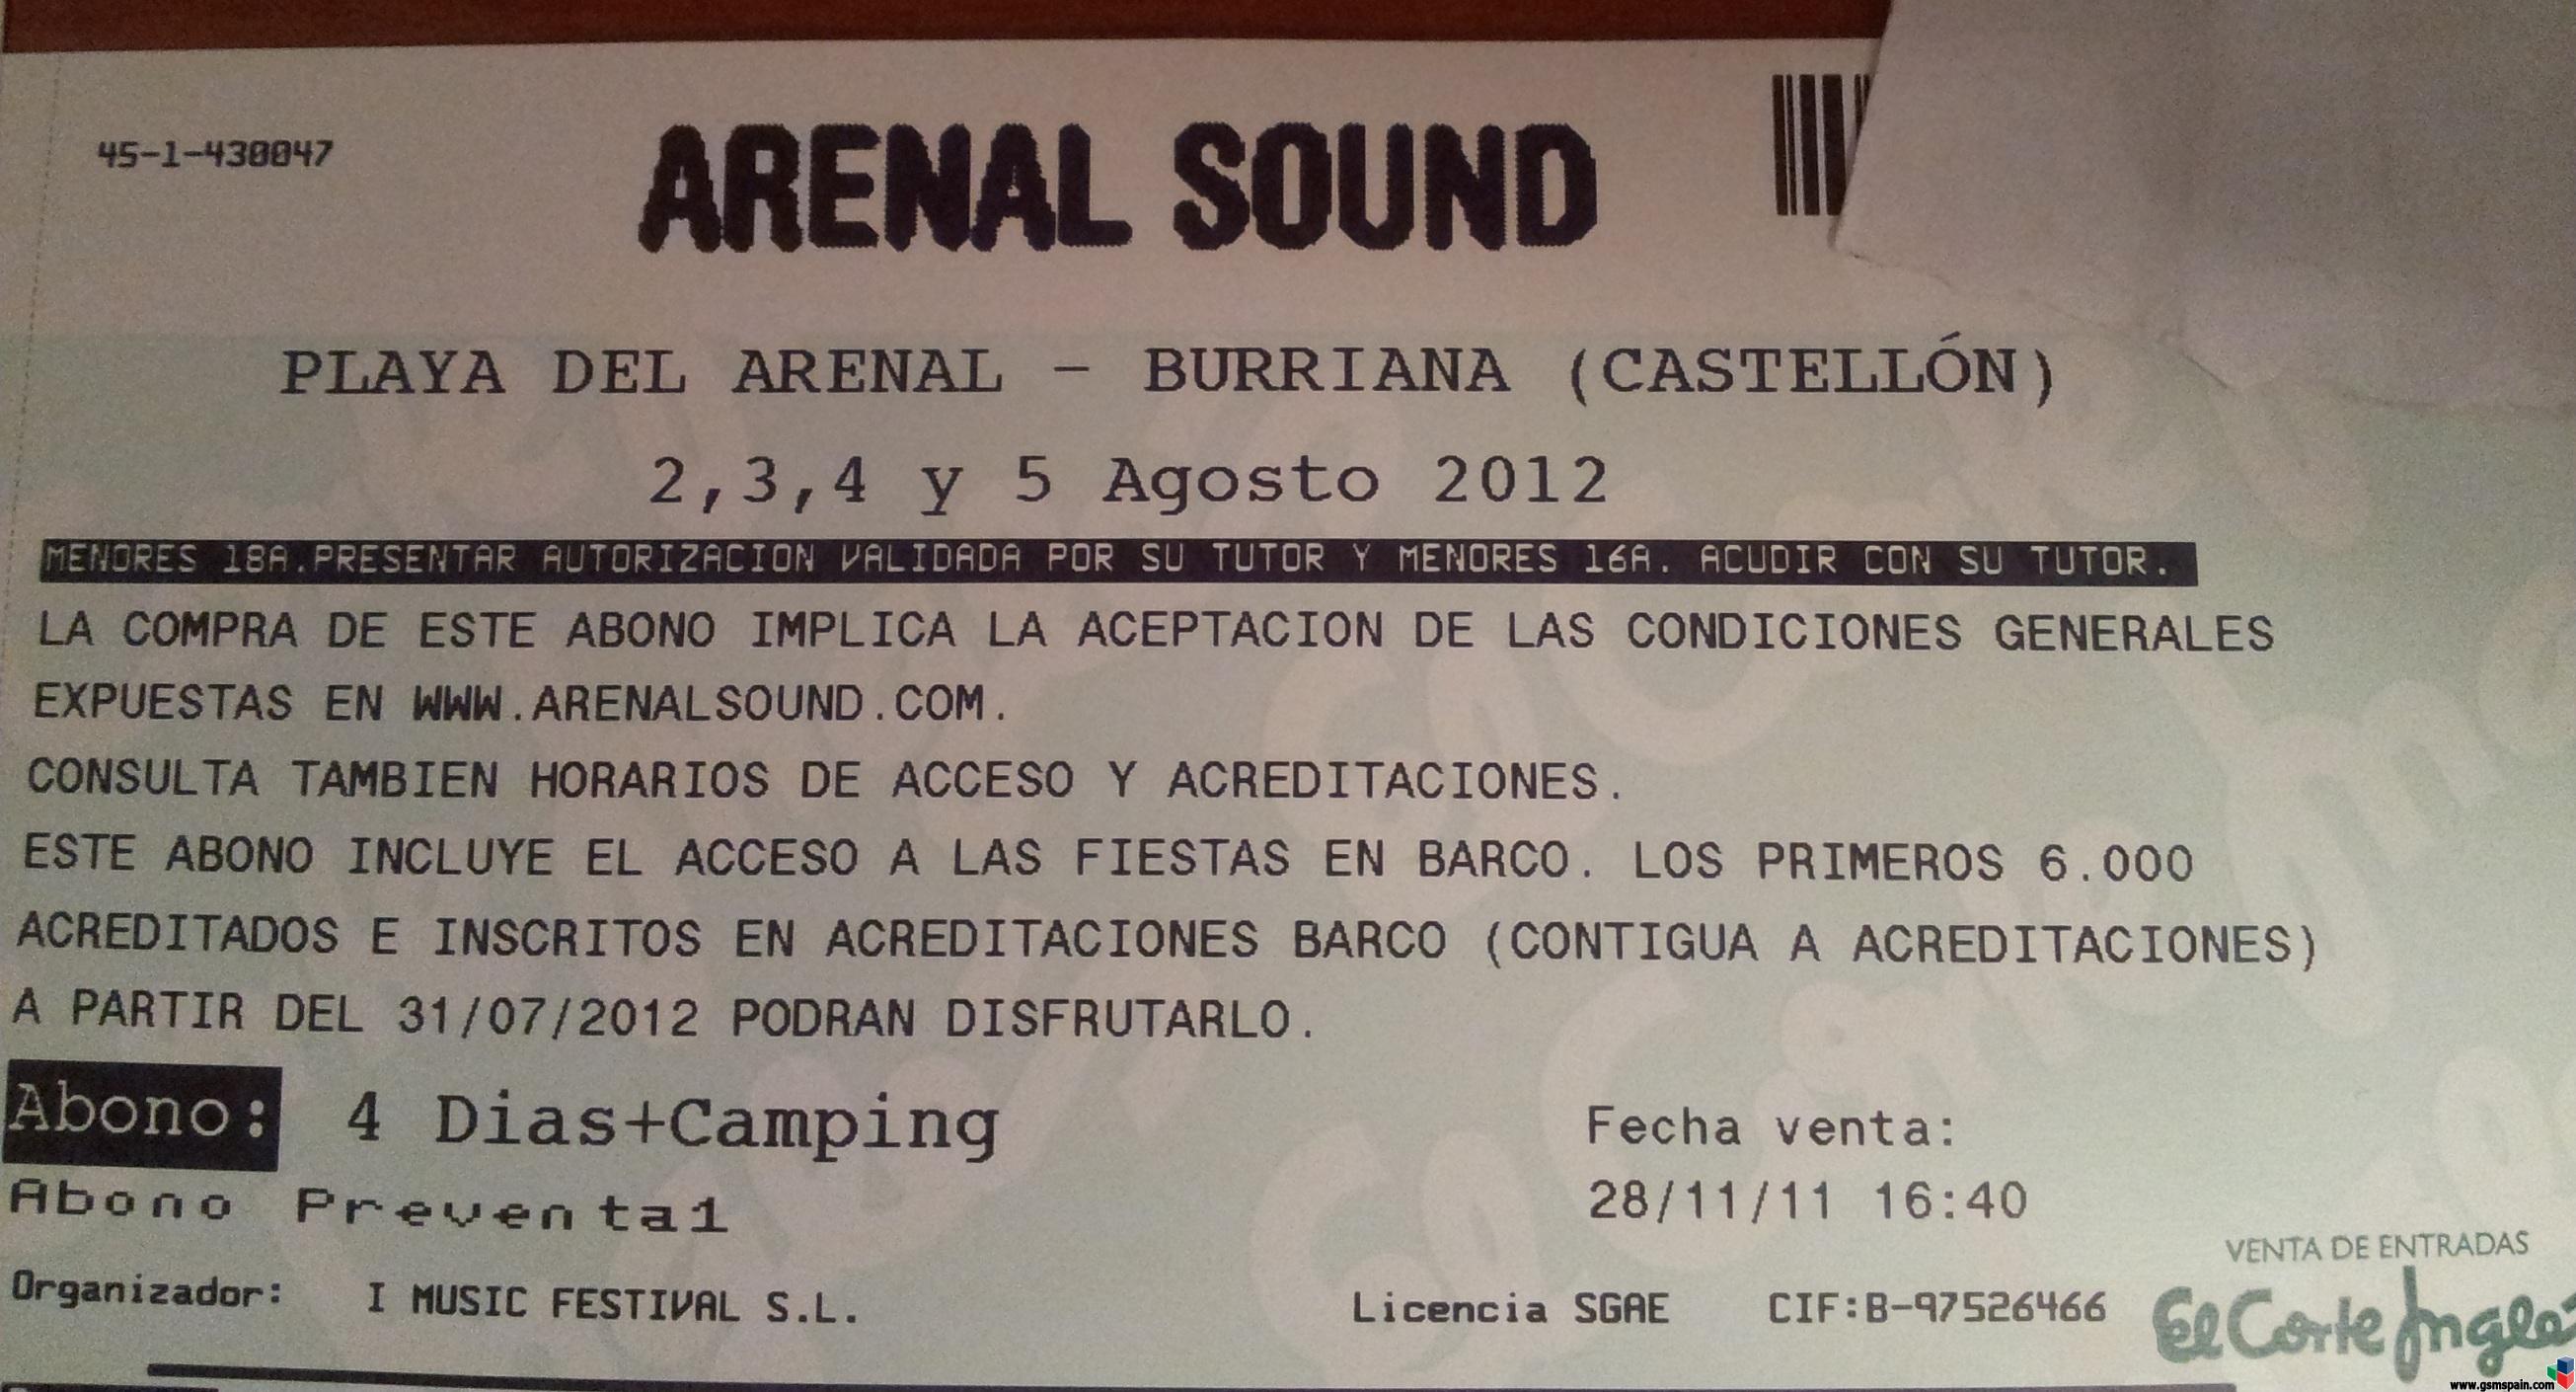 45-1-430047
ARENAL SOUND
PLAYA DEL ARENAL - BURRIANA (CASTELLÓN)
2,3,4 y 5 Agosto 2012
MENORES 18A.PRESENTAR AUTORIZACION VALIDADA POR SU TUTOR Y MENORES 16A. ACUDIR CON SU TUTOR.
LA COMPRA DE ESTE ABONO IMPLICA LA ACEPTACION DE LAS CONDICIONES GENERALES
EXPUESTAS EN WWW.ARENALSOUND.COM.
CONSULTA TAMBIEN HORARIOS DE ACCESO Y ACREDITACIONES.
ESTE ABONO INCLUYE EL ACCESO A LAS FIESTAS EN BARCO. LOS PRIMEROS 6.000
ACREDITADOS E INSCRITOS EN ACREDITACIONES BARCO (CONTIGUA A ACREDITACIONES)
A PARTIR DEL 31/07/2012 PODRAN DISFRUTARLO.
Abono: 4 Dias+Camping
Fecha venta:
Abono Preventa1
28/11/11 16:40
VENTA DE ENTRADAS
Organizador: I MUSIC FESTIVAL S.L. Licencia SGAE CIF:B-97526466
El Corte Ingles
www.gsmspain.com